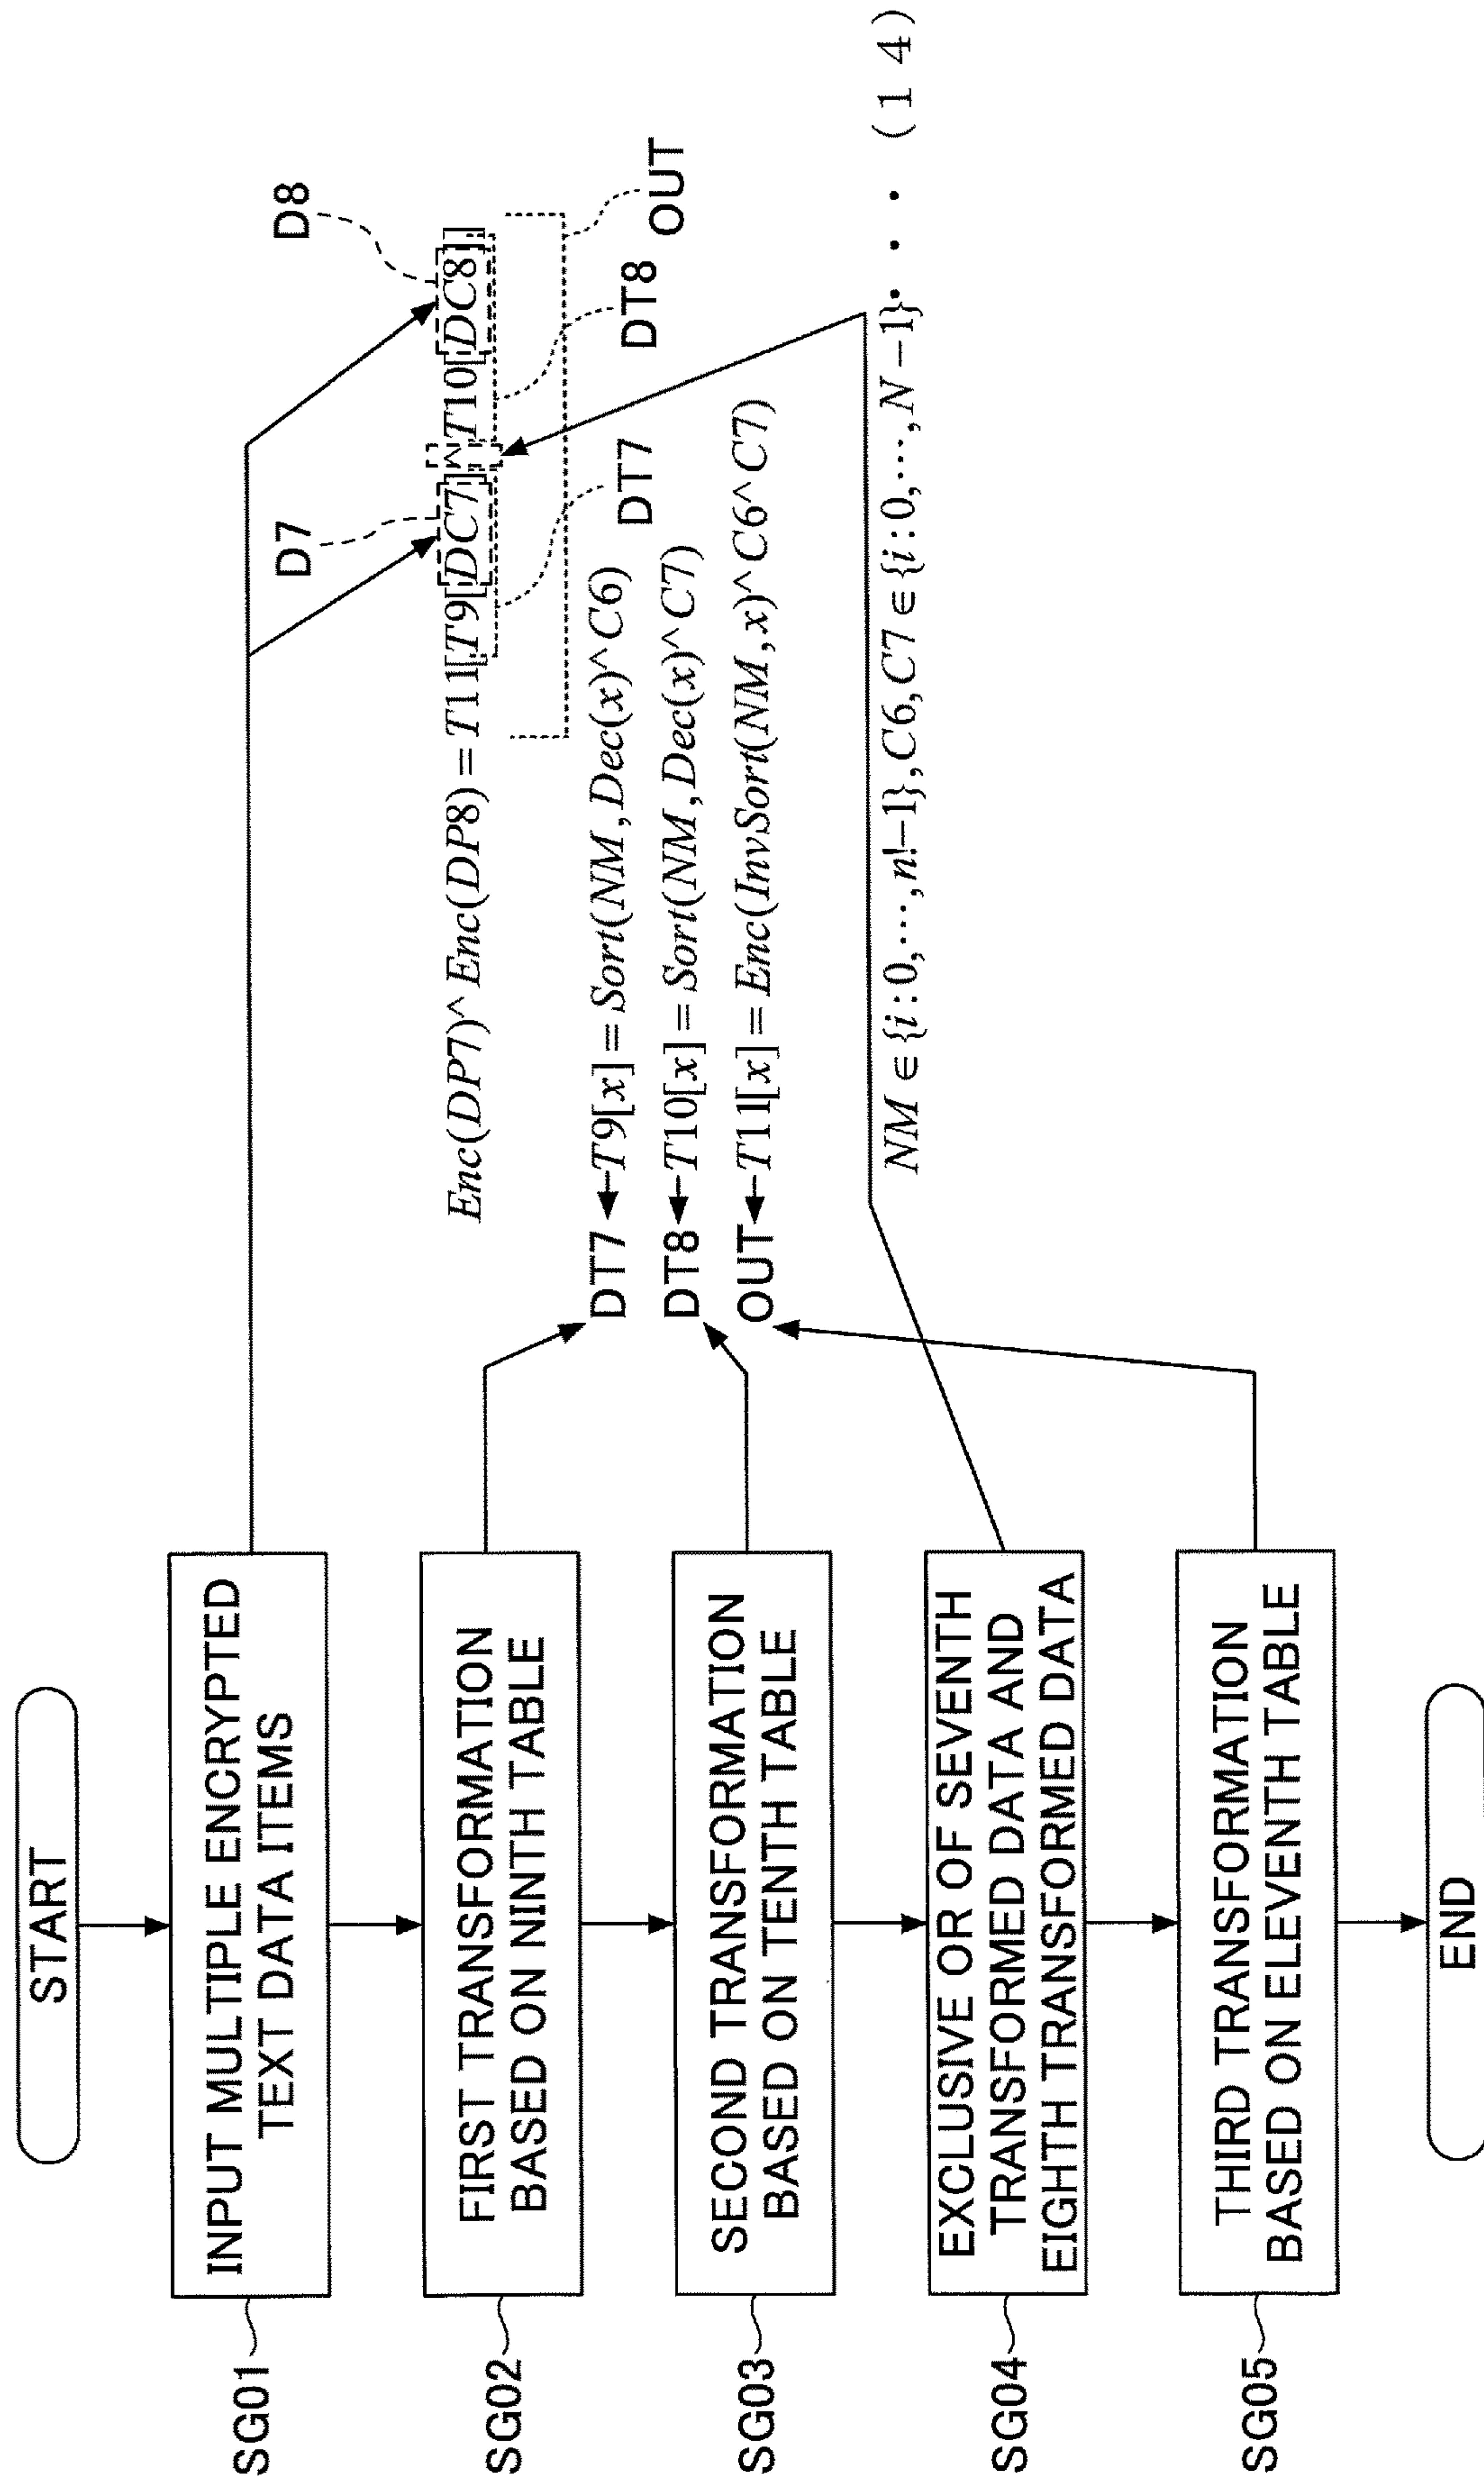 START
SG01
INPUT MULTIPLE ENCRYPTED
TEXT DATA ITEMS
SG02
FIRST TRANSFORMATION
BASED ON NINTH TABLE
SG03
SECOND TRANSFORMATION
BASED ON TENTH TABLE
SG04
EXCLUSIVE OR OF SEVENTH
TRANSFORMED DATA AND
EIGHTH TRANSFORMED DATA
SG05
THIRD TRANSFORMATION
BASED ON ELEVENTH TABLE
END
D7
D8
Enc(DP7)^Enc(DP8)=T11[T9[DC7]^T10[DC8]]
DT7
DT8
OUT
DT7←T9[x]=Sort(NM,Dec(x)^C6)
DT8←T10[x]=Sort(NM,Dec(x)^C7)
OUT←T11[x]=Enc(InvSort(NM,x)^C6^C7)
NM∈{i:0,⋯,n!−1},C6,C7∈{i:0,⋯,N−1}・・・(14)